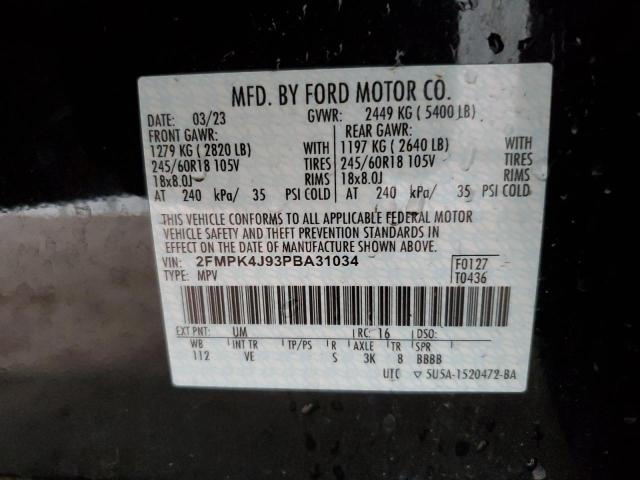 MFD. BY FORD MOTOR CO.
DATE: 03/23 GVWR: 2449 KG ( 5400 LB)
FRONT GAWR: REAR GAWR:
1279 KG ( 2820 LB) WITH 1197 KG ( 2640 LB) WITH
245/60R18 105V TIRES 245/60R18 105V TIRES
18x8.0J RIMS 18x8.0J RIMS
AT 240 kPa/ 35 PSI COLD AT 240 kPa/ 35 PSI COLD
THIS VEHICLE CONFORMS TO ALL APPLICABLE FEDERAL MOTOR
VEHICLE SAFETY AND THEFT PREVENTION STANDARDS IN
EFFECT ON THE DATE OF MANUFACTURE SHOWN ABOVE.
VIN: 2FMPK4J93PBA31034 F0127
TYPE: MPV T0436
EXT PNT: UM RC: 16 DSO:
WB INT TR TP/PS R AXLE TR SPR
112 VE S 3K 8 BBBB
UTC ▽ 5U5A-1520472-BA